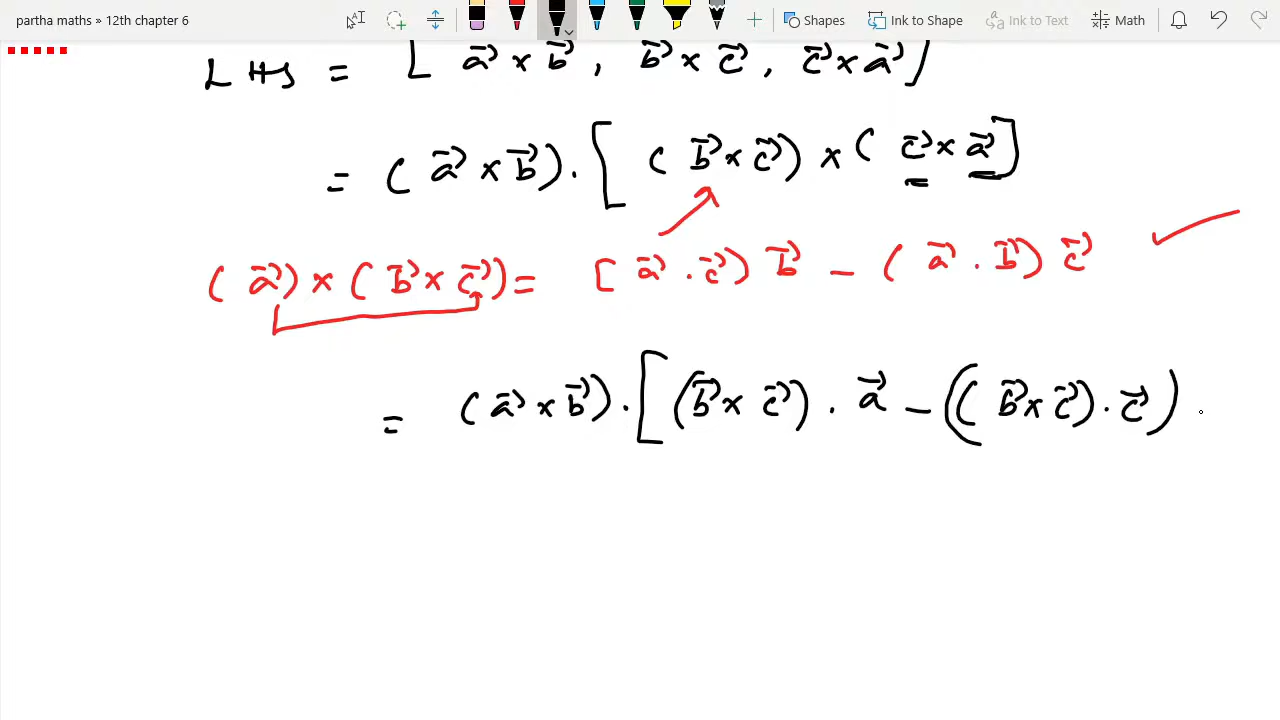 partha maths » 12th chapter 6
Shapes Ink to Shape Ink to Text Math
LHS = [ a⃗ × b⃗ , b⃗ × c⃗ , c⃗ × a⃗ ]
= ( a⃗ × b⃗ ) · [ ( b⃗ × c⃗ ) × ( c⃗ × a⃗ ]
( a⃗ ) × ( b⃗ × c⃗ ) = [ a⃗ · c⃗ ) b⃗ − ( a⃗ · b⃗ ) c⃗ ✓
= ( a⃗ × b⃗ ) · [ ( b⃗ × c⃗ ) · a⃗ − ( ( b⃗ × c⃗ ) · c⃗ )